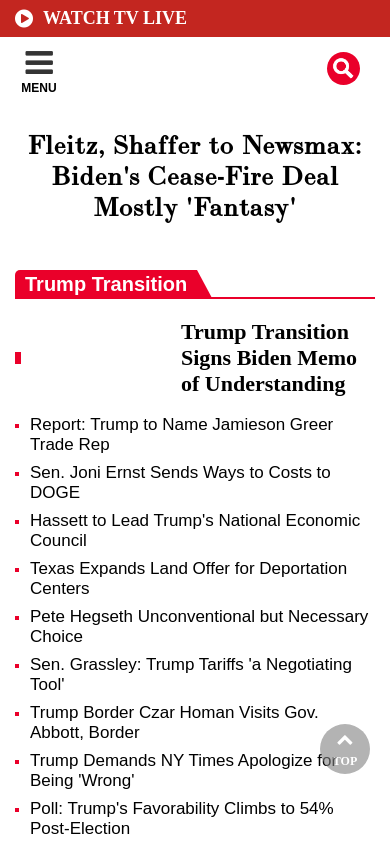 WATCH TV LIVE
MENU
Fleitz, Shaffer to Newsmax:
Biden's Cease-Fire Deal
Mostly 'Fantasy'
Trump Transition
Trump Transition
Signs Biden Memo
of Understanding
Report: Trump to Name Jamieson Greer
Trade Rep
Sen. Joni Ernst Sends Ways to Costs to
DOGE
Hassett to Lead Trump's National Economic
Council
Texas Expands Land Offer for Deportation
Centers
Pete Hegseth Unconventional but Necessary
Choice
Sen. Grassley: Trump Tariffs 'a Negotiating
Tool'
Trump Border Czar Homan Visits Gov.
Abbott, Border
Trump Demands NY Times Apologize for
Being 'Wrong'
TOP
Poll: Trump's Favorability Climbs to 54%
Post-Election